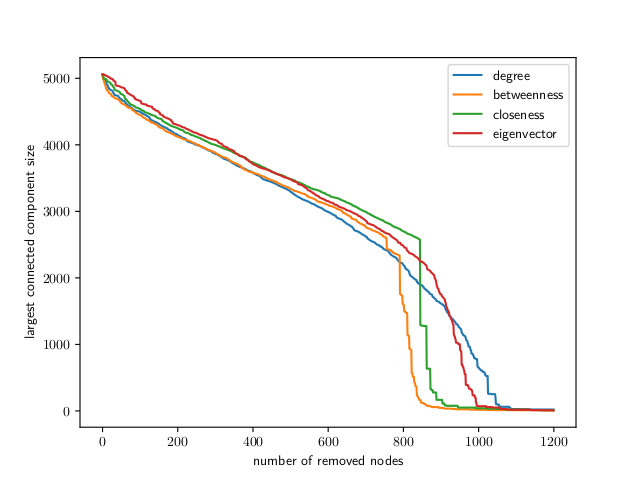 degree
betweenness
closeness
eigenvector
largest connected component size
5000
4000
3000
2000
1000
0
0 200 400 600 800 1000 1200
number of removed nodes